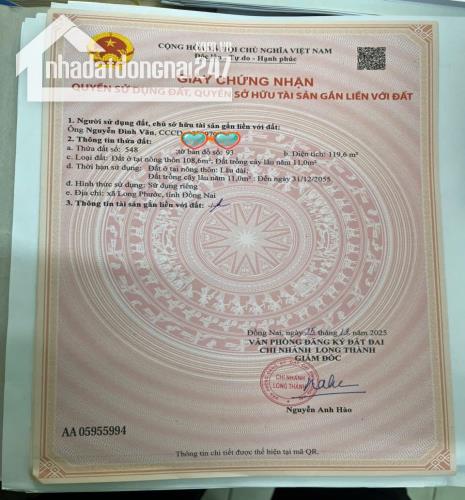 CỘNG HÒA XÃ HỘI CHỦ NGHĨA VIỆT NAM
Độc lập - Tự do - Hạnh phúc
nhadatdongnai247
GIẤY CHỨNG NHẬN
QUYỀN SỬ DỤNG ĐẤT, QUYỀN SỞ HỮU TÀI SẢN GẮN LIỀN VỚI ĐẤT
1. Người sử dụng đất, chủ sở hữu tài sản gắn liền với đất:
Ông Nguyễn Đình Văn, CCCD
2. Thông tin thửa đất:
a. Thửa đất số: 548 tờ bản đồ số: 93 b. Diện tích: 119,6 m²
c. Loại đất: Đất ở tại nông thôn 108,6m²; Đất trồng cây lâu năm 11,0m²
d. Thời hạn sử dụng: Đất ở tại nông thôn: Lâu dài;
Đất trồng cây lâu năm 11,0m²: Đến ngày 31/12/2055
đ. Hình thức sử dụng: Sử dụng riêng
e. Địa chỉ: xã Long Phước, tỉnh Đồng Nai
3. Thông tin tài sản gắn liền với đất:
Đồng Nai, ngày tháng 2025
VĂN PHÒNG ĐĂNG KÝ ĐẤT ĐAI
CHI NHÁNH LONG THÀNH
GIÁM ĐỐC
CHI NHÁNH
LONG THÀNH
Nguyễn Anh Hào
AA 05955994
Thông tin chi tiết được thể hiện tại mã QR.